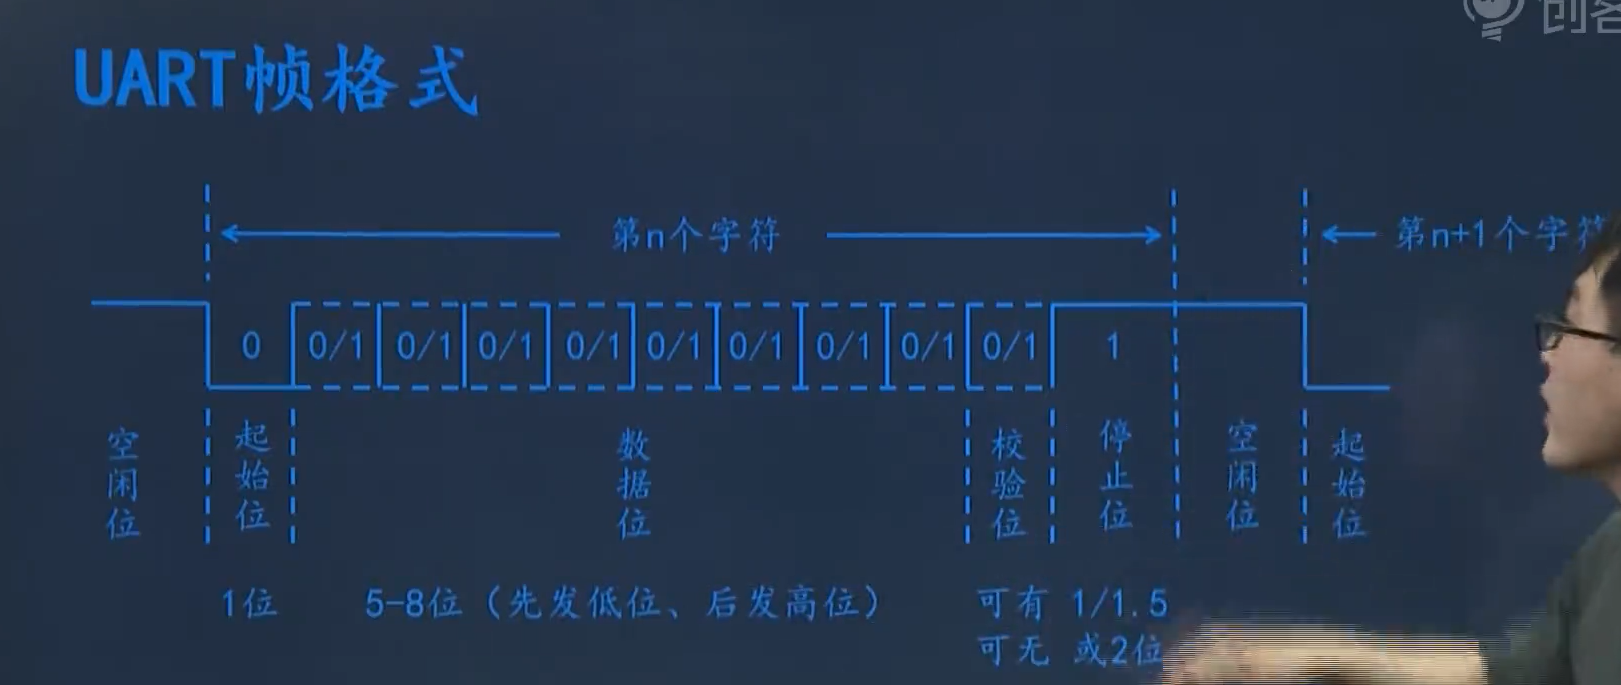 创客
UART帧格式
第n个字符
第n+1个字符
0 0/1 0/1 0/1 0/1 0/1 0/1 0/1 0/1 0/1 1
空闲位
起始位
数据位
校验位
停止位
空闲位
起始位
1位
5-8位（先发低位、后发高位）
可有
可无
1/1.5
或2位